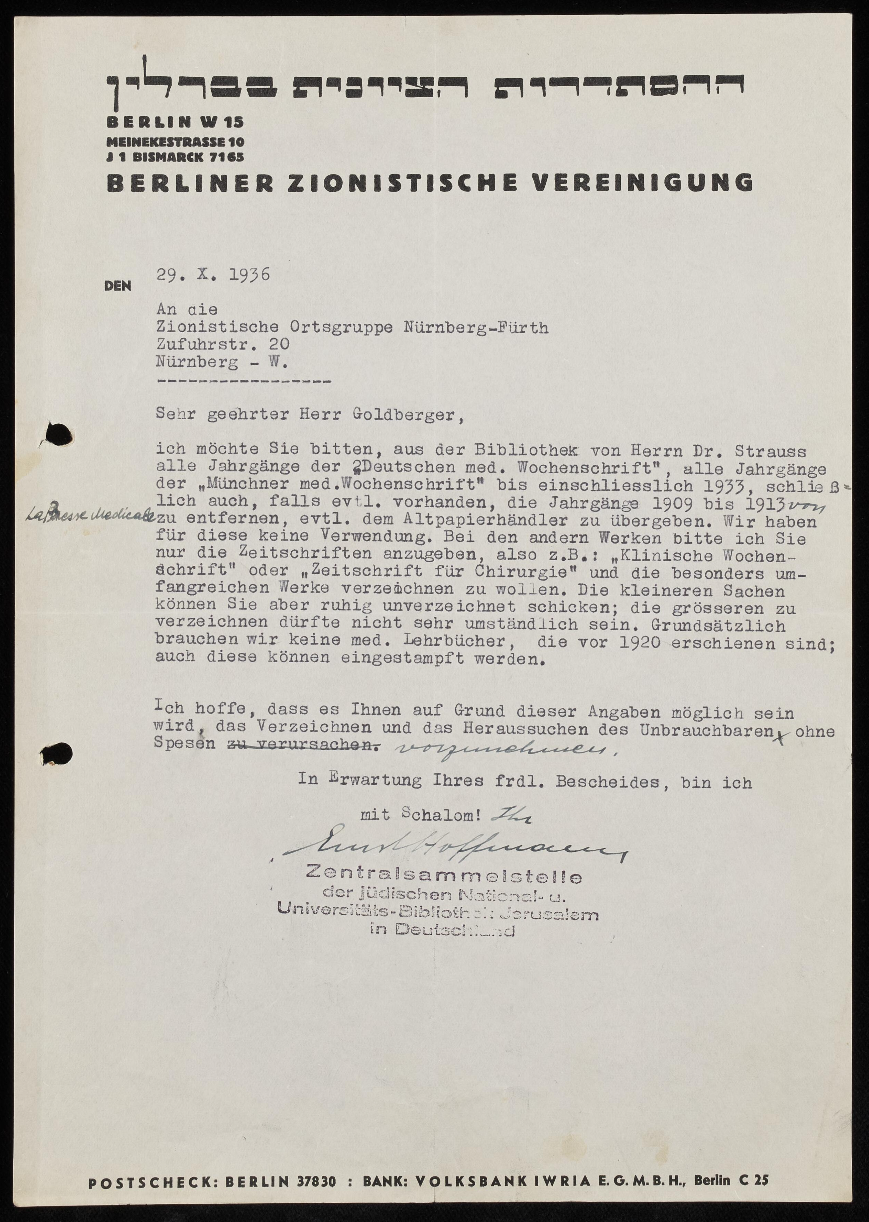 ההסתדרות הציונית בברלין
BERLIN W 15
MEINEKESTRASSE 10
J 1 BISMARCK 7165
BERLINER ZIONISTISCHE VEREINIGUNG
DEN 29. X. 1936
An die
Zionistische Ortsgruppe Nürnberg-Fürth
Zufuhrstr. 20
Nürnberg - W.
-----------------
Sehr geehrter Herr Goldberger,
ich möchte Sie bitten, aus der Bibliothek von Herrn Dr. Strauss
alle Jahrgänge der "Deutschen med. Wochenschrift", alle Jahrgänge
der „Münchner med.Wochenschrift" bis einschliesslich 1933, schließ-
lich auch, falls evtl. vorhanden, die Jahrgänge 1909 bis 1913 von
La Presse Medicale zu entfernen, evtl. dem Altpapierhändler zu übergeben. Wir haben
für diese keine Verwendung. Bei den andern Werken bitte ich Sie
nur die Zeitschriften anzugeben, also z.B.: „Klinische Wochen-
schrift" oder „Zeitschrift für Chirurgie" und die besonders um-
fangreichen Werke verzeichnen zu wollen. Die kleineren Sachen
können Sie aber ruhig unverzeichnet schicken; die grösseren zu
verzeichnen dürfte nicht sehr umständlich sein. Grundsätzlich
brauchen wir keine med. Lehrbücher, die vor 1920 erschienen sind;
auch diese können eingestampft werden.
Ich hoffe, dass es Ihnen auf Grund dieser Angaben möglich sein
wird, das Verzeichnen und das Heraussuchen des Unbrauchbaren, ohne
Spesen zu verursachen. vorzunehmen.
In Erwartung Ihres frdl. Bescheides, bin ich
mit Schalom! Ihr
Ernst Hoffmann
Zentralsammelstelle
der jüdischen National- u.
Universitäts-Bibliothek Jerusalem
in Deutschland
POSTSCHECK: BERLIN 37830 : BANK: VOLKSBANK IWRIA E. G. M. B. H., Berlin C 25